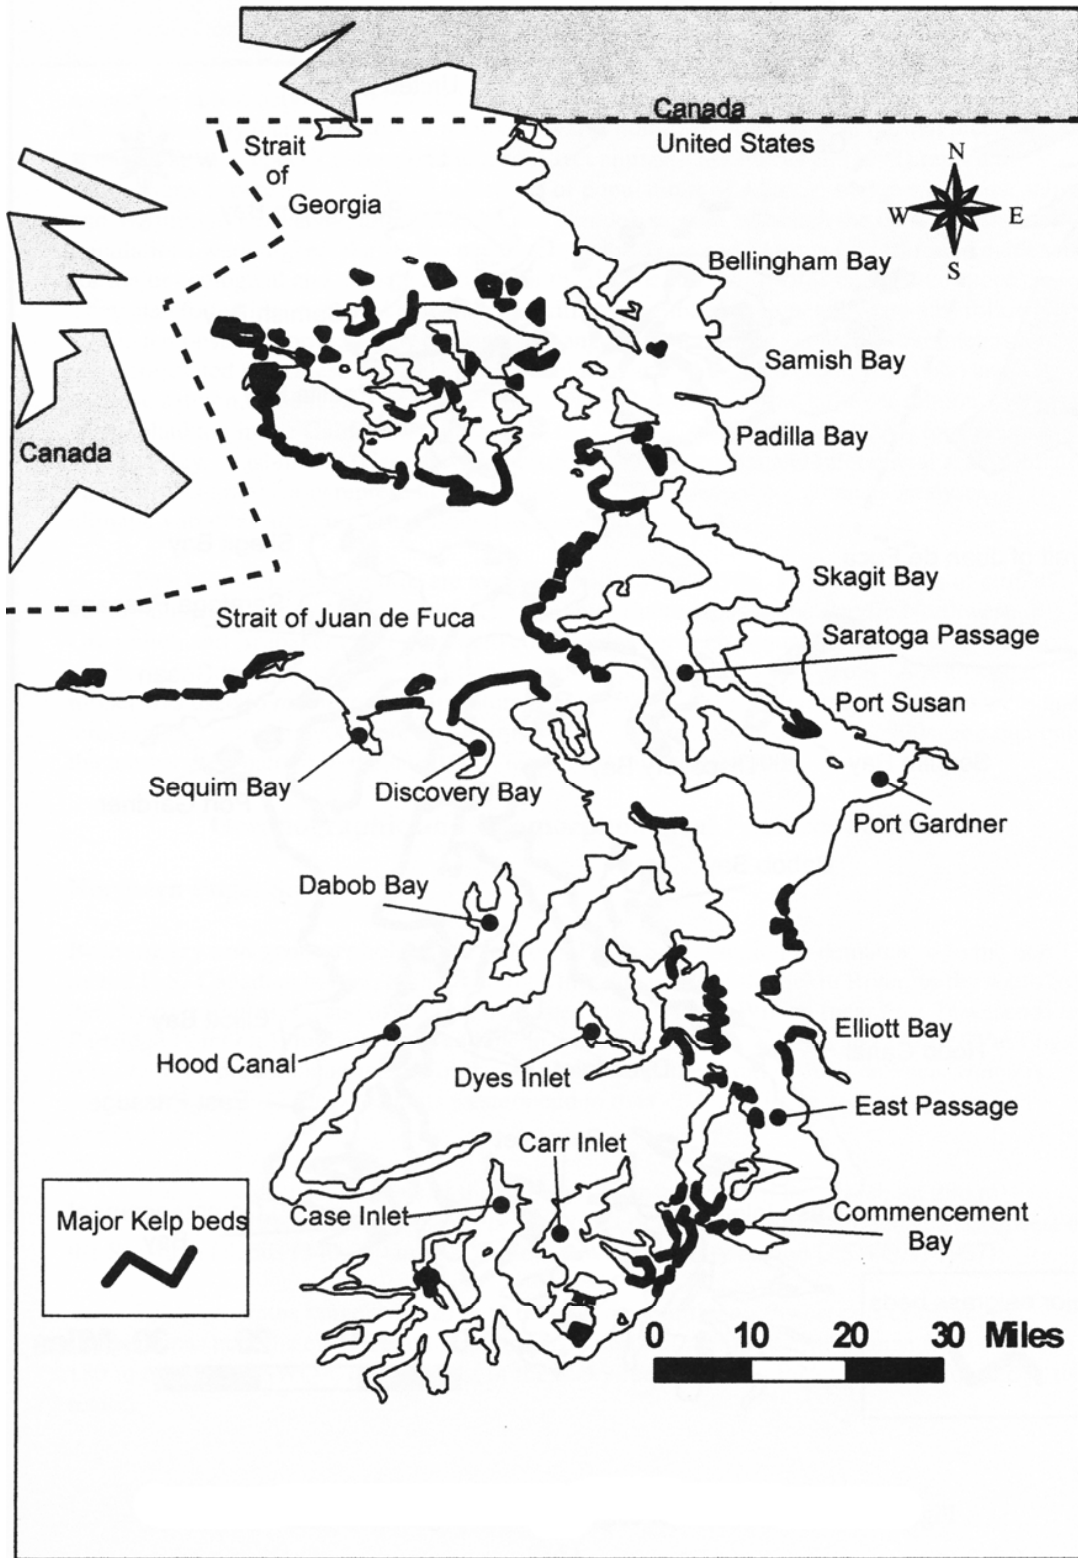 Canada
United States
Strait
of
Georgia
N
W E
S
Bellingham Bay
Samish Bay
Padilla Bay
Canada
Skagit Bay
Strait of Juan de Fuca
Saratoga Passage
Port Susan
Sequim Bay
Discovery Bay
Port Gardner
Dabob Bay
Elliott Bay
Hood Canal
Dyes Inlet
East Passage
Carr Inlet
Case Inlet
Commencement
Bay
Major Kelp beds
0 10 20 30 Miles